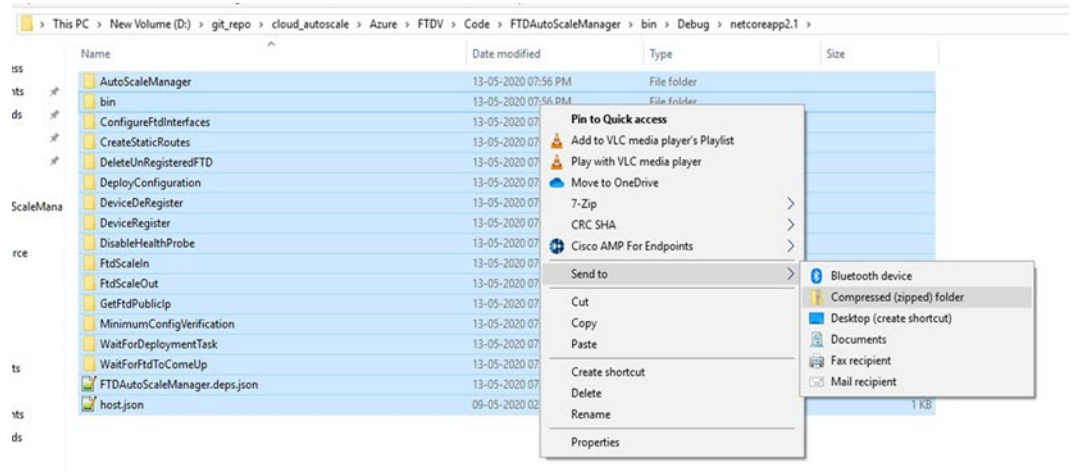 This PC > New Volume (D:) > git_repo > cloud_autoscale > Azure > FTDV > Code > FTDAutoScaleManager > bin > Debug > netcoreapp2.1 >
Name Date modified Type Size
ess
nts
ds
ScaleMana
rce
ts
nts
ds
AutoScaleManager 13-05-2020 07:56 PM File folder
bin 13-05-2020 07:56 PM File folder
ConfigureFtdInterfaces 13-05-2020 07
CreateStaticRoutes 13-05-2020 07
DeleteUnRegisteredFTD 13-05-2020 07
DeployConfiguration 13-05-2020 07
DeviceDeRegister 13-05-2020 07
DeviceRegister 13-05-2020 07
DisableHealthProbe 13-05-2020 07
FtdScaleIn 13-05-2020 07
FtdScaleOut 13-05-2020 07
GetFtdPublicIp 13-05-2020 07
MinimumConfigVerification 13-05-2020 07
WaitForDeploymentTask 13-05-2020 07
WaitForFtdToComeUp 13-05-2020 07
FTDAutoScaleManager.deps.json 13-05-2020 07
host.json 09-05-2020 02 1 KB
Pin to Quick access
Add to VLC media player's Playlist
Play with VLC media player
Move to OneDrive
7-Zip
CRC SHA
Cisco AMP For Endpoints
Send to
Cut
Copy
Paste
Create shortcut
Delete
Rename
Properties
Bluetooth device
Compressed (zipped) folder
Desktop (create shortcut)
Documents
Fax recipient
Mail recipient